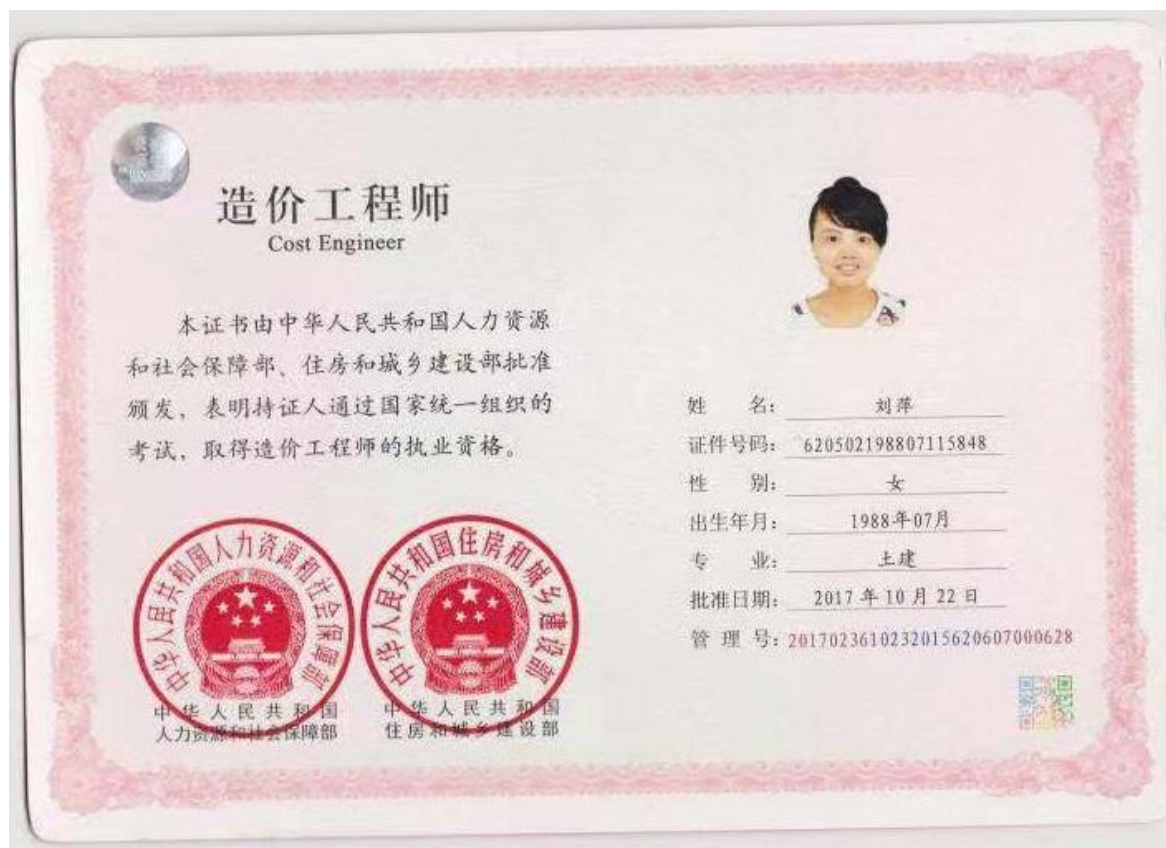 造价工程师
Cost Engineer
本证书由中华人民共和国人力资源
和社会保障部、住房和城乡建设部批准
颁发，表明持证人通过国家统一组织的
考试，取得造价工程师的执业资格。
中华人民共和国人力资源和社会保障部
中华人民共和国住房和城乡建设部
中华人民共和国
人力资源和社会保障部
中华人民共和国
住房和城乡建设部
姓 名：刘萍
证件号码：620502198807115848
性 别：女
出生年月：1988年07月
专 业：土建
批准日期：2017年10月22日
管 理 号：2017023610232015620607000628